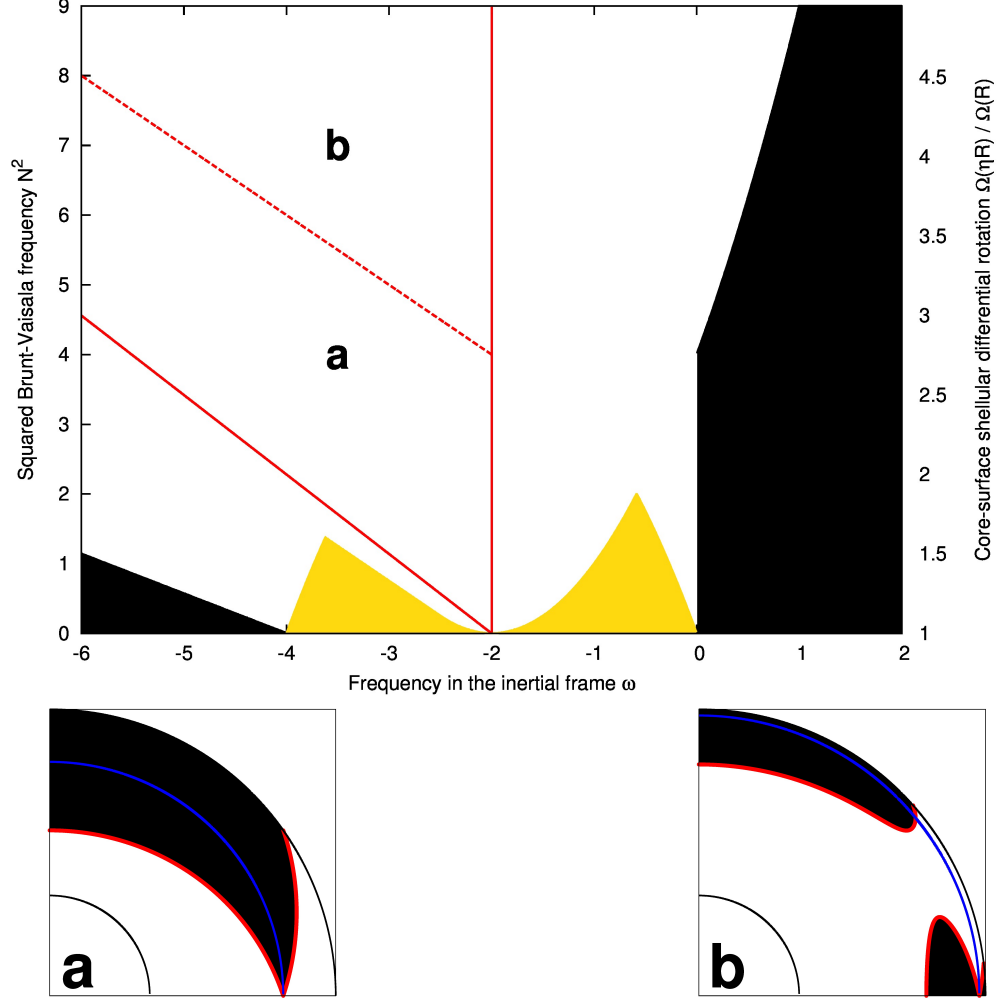 9
8
7
6
5
4
3
2
1
0
Squared Brunt-Vaisala frequency N²
4.5
4
3.5
3
2.5
2
1.5
1
Core-surface shellular differential rotation Ω(ηR) / Ω(R)
b
a
-6 -5 -4 -3 -2 -1 0 1 2
Frequency in the inertial frame ω
a
b